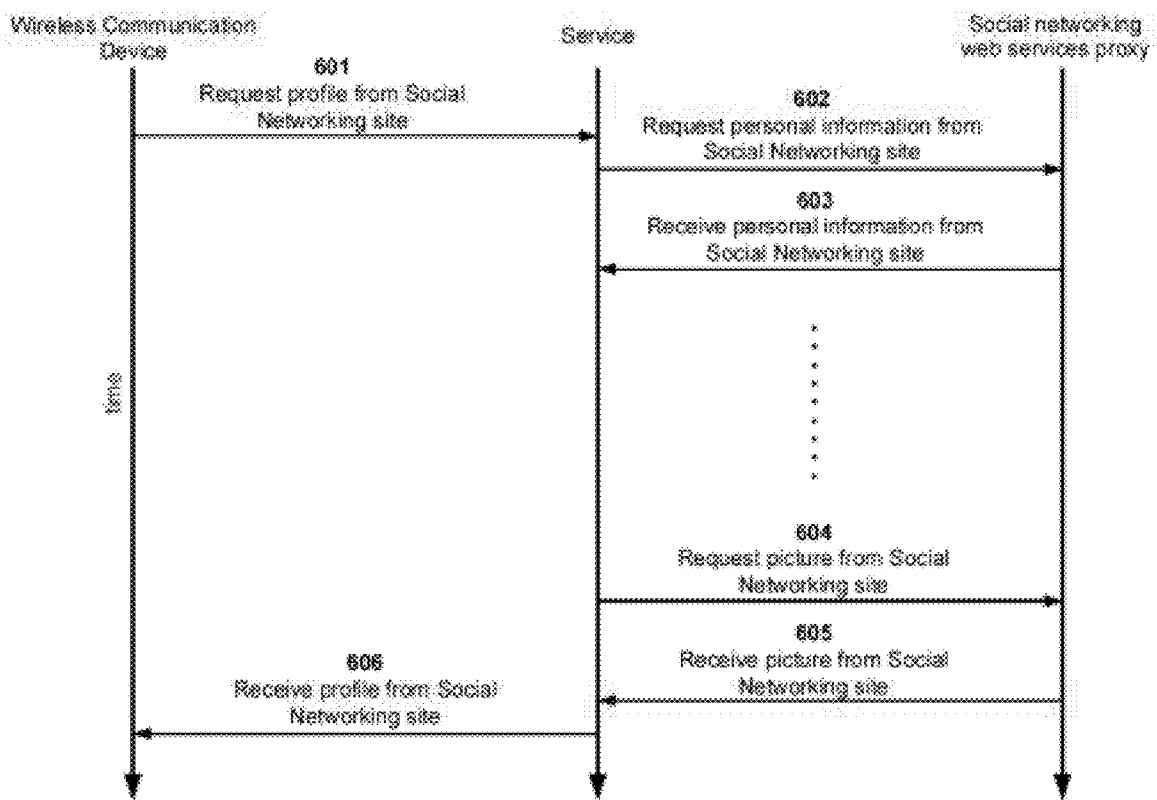 Wireless Communication
Device
Service
Social networking
web services proxy
601
Request profile from Social
Networking site
602
Request personal information from
Social Networking site
603
Receive personal information from
Social Networking site
time
604
Request picture from Social
Networking site
605
Receive picture from Social
Networking site
606
Receive profile from Social
Networking site